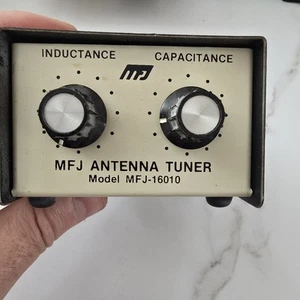 INDUCTANCE CAPACITANCE
MFJ
MFJ ANTENNA TUNER
Model MFJ-16010